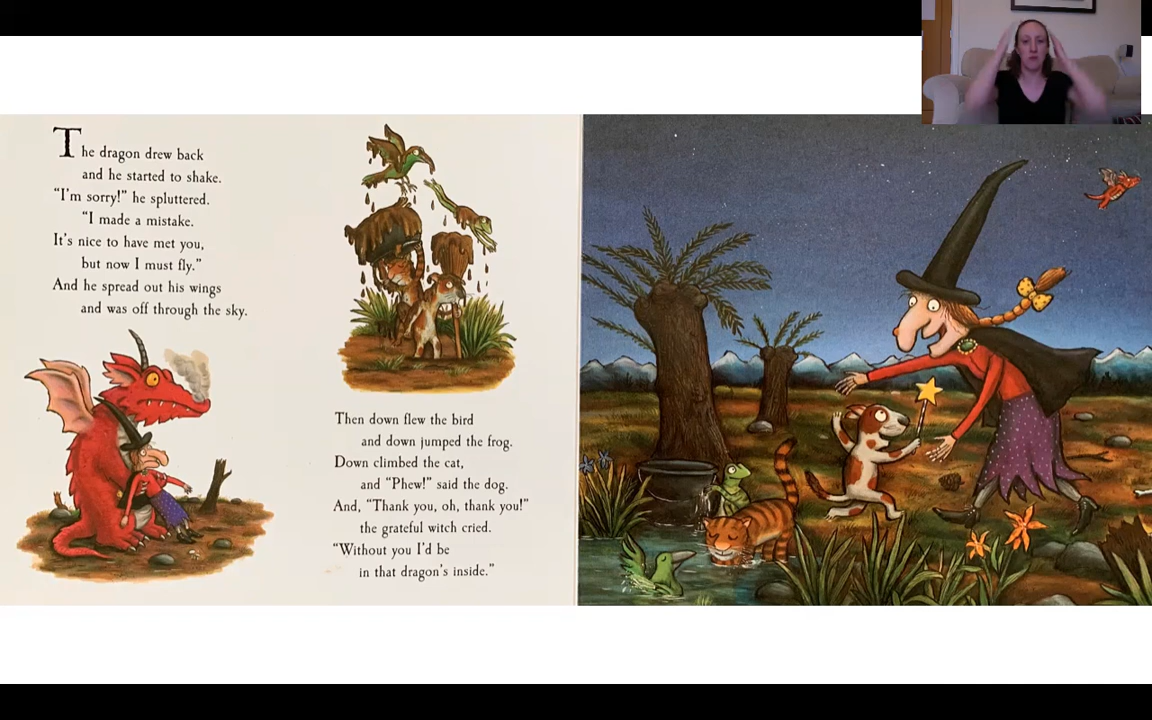 The dragon drew back
and he started to shake.
"I'm sorry!" he spluttered.
"I made a mistake.
It's nice to have met you,
but now I must fly."
And he spread out his wings
and was off through the sky.
Then down flew the bird
and down jumped the frog.
Down climbed the cat,
and "Phew!" said the dog.
And, "Thank you, oh, thank you!"
the grateful witch cried.
"Without you I'd be
in that dragon's inside."